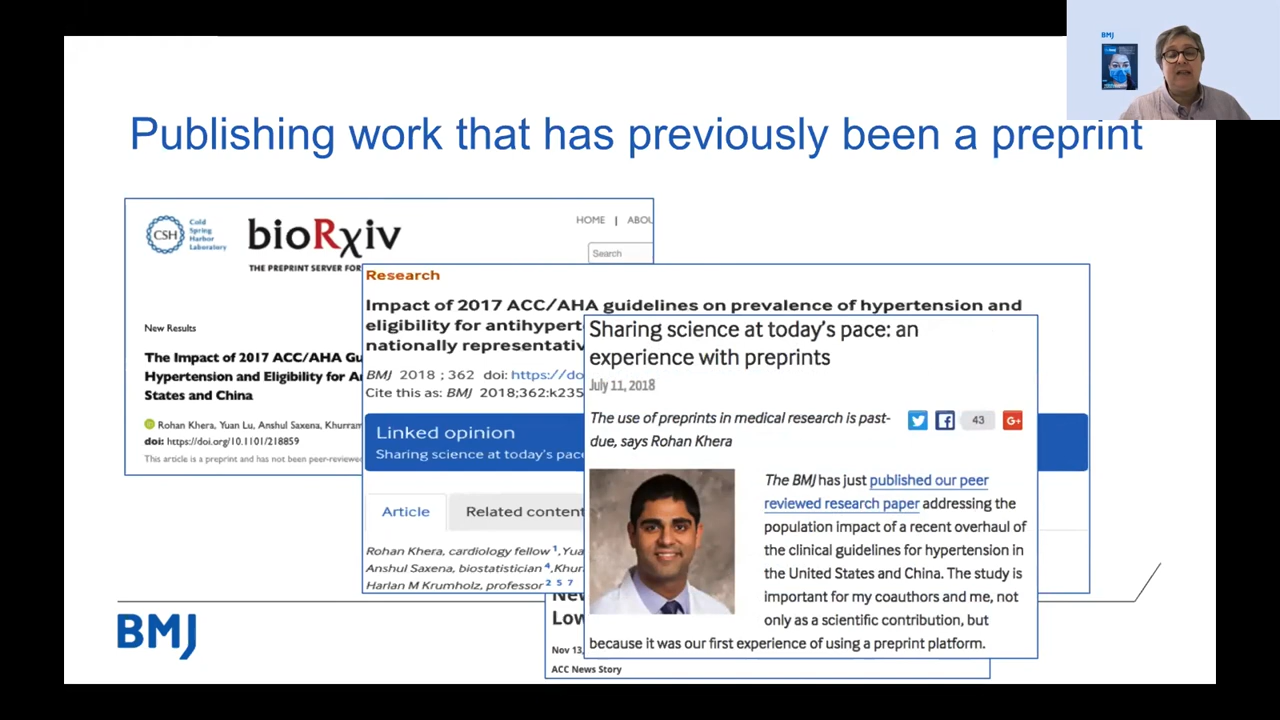 BMJ
Publishing work that has previously been a preprint
CSH
Cold
Spring
Harbor
Laboratory
bioRxiv
THE PREPRINT SERVER FOR
HOME | ABOU
Search
New Results
The Impact of 2017 ACC/AHA Gu
Hypertension and Eligibility for A
States and China
Rohan Khera, Yuan Lu, Anshul Saxena, Khurram
doi: https://doi.org/10.1101/218859
This article is a preprint and has not been peer-reviewe
Research
Impact of 2017 ACC/AHA guidelines on prevalence of hypertension and
eligibility for antihypert
nationally representativ
BMJ 2018 ; 362 doi: https://do
Cite this as: BMJ 2018;362:k235
Linked opinion
Sharing science at today's pace
Article
Related content
Rohan Khera, cardiology fellow 1,Yua
Anshul Saxena, biostatistician 4,Khur
Harlan M Krumholz, professor 2 5 7
Sharing science at today's pace: an
experience with preprints
July 11, 2018
The use of preprints in medical research is past-
due, says Rohan Khera
43
G+
The BMJ has just published our peer
reviewed research paper addressing the
population impact of a recent overhaul of
the clinical guidelines for hypertension in
the United States and China. The study is
important for my coauthors and me, not
only as a scientific contribution, but
because it was our first experience of using a preprint platform.
Low
Nov 13,
ACC News Story
BMJ